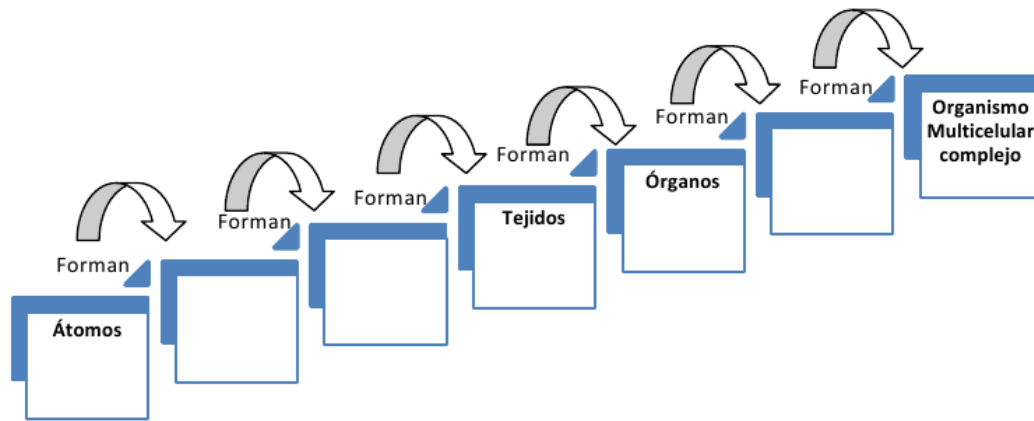 Átomos
Forman
Forman
Forman
Tejidos
Forman
Órganos
Forman
Forman
Organismo
Multicelular
complejo